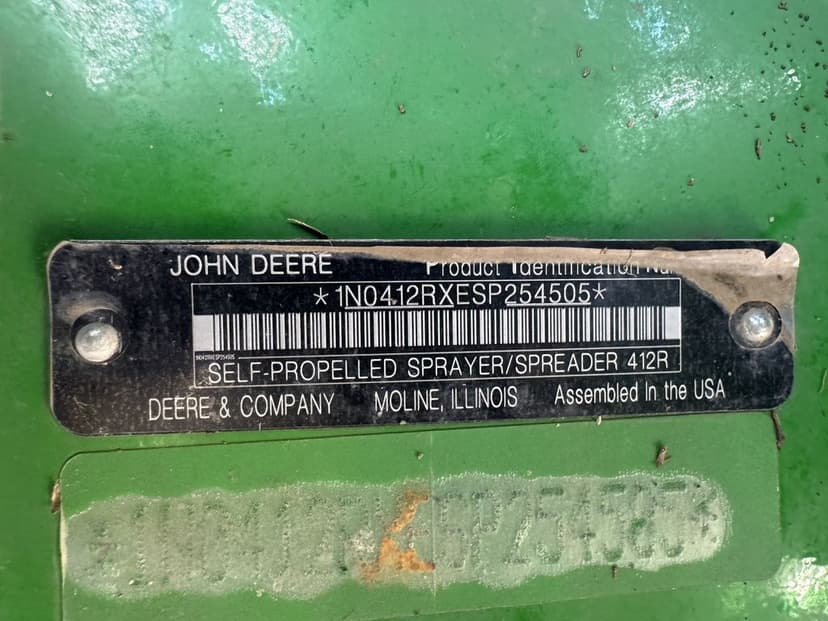 JOHN DEERE Product Identification
*1N0412RXESP254505*
SELF-PROPELLED SPRAYER/SPREADER 412R
DEERE & COMPANY MOLINE, ILLINOIS Assembled in the USA